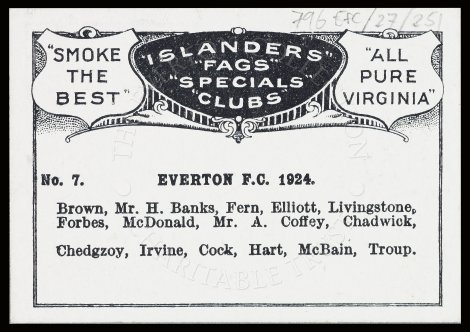 796 EFC/27/251
"SMOKE
THE
BEST"
"ISLANDERS"
"FAGS"
"SPECIALS"
"CLUBS"
"ALL
PURE
VIRGINIA"
No. 7. EVERTON F.C. 1924.
Brown, Mr. H. Banks, Fern, Elliott, Livingstone,
Forbes, McDonald, Mr. A. Coffey, Chadwick,
Chedgzoy, Irvine, Cock, Hart, McBain, Troup.